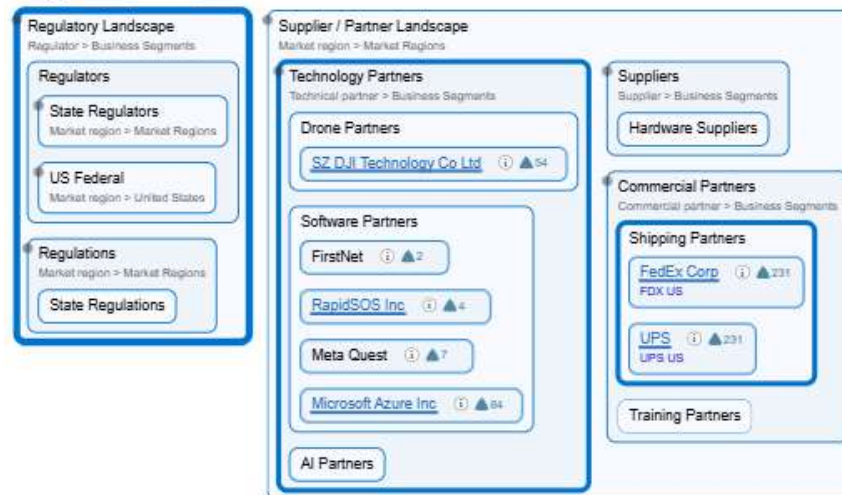 Regulatory Landscape
Regulator > Business Segments
Regulators
State Regulators
Market region > Market Regions
US Federal
Market region > United States
Regulations
Market region > Market Regions
State Regulations
Supplier / Partner Landscape
Market region > Market Regions
Technology Partners
Technical partner > Business Segments
Drone Partners
SZ DJI Technology Co Ltd 54
Software Partners
FirstNet 2
RapidSOS Inc 4
Meta Quest 7
Microsoft Azure Inc 84
AI Partners
Suppliers
Supplier > Business Segments
Hardware Suppliers
Commercial Partners
Commercial partner > Business Segments
Shipping Partners
FedEx Corp 231
FDX US
UPS 231
UPS US
Training Partners